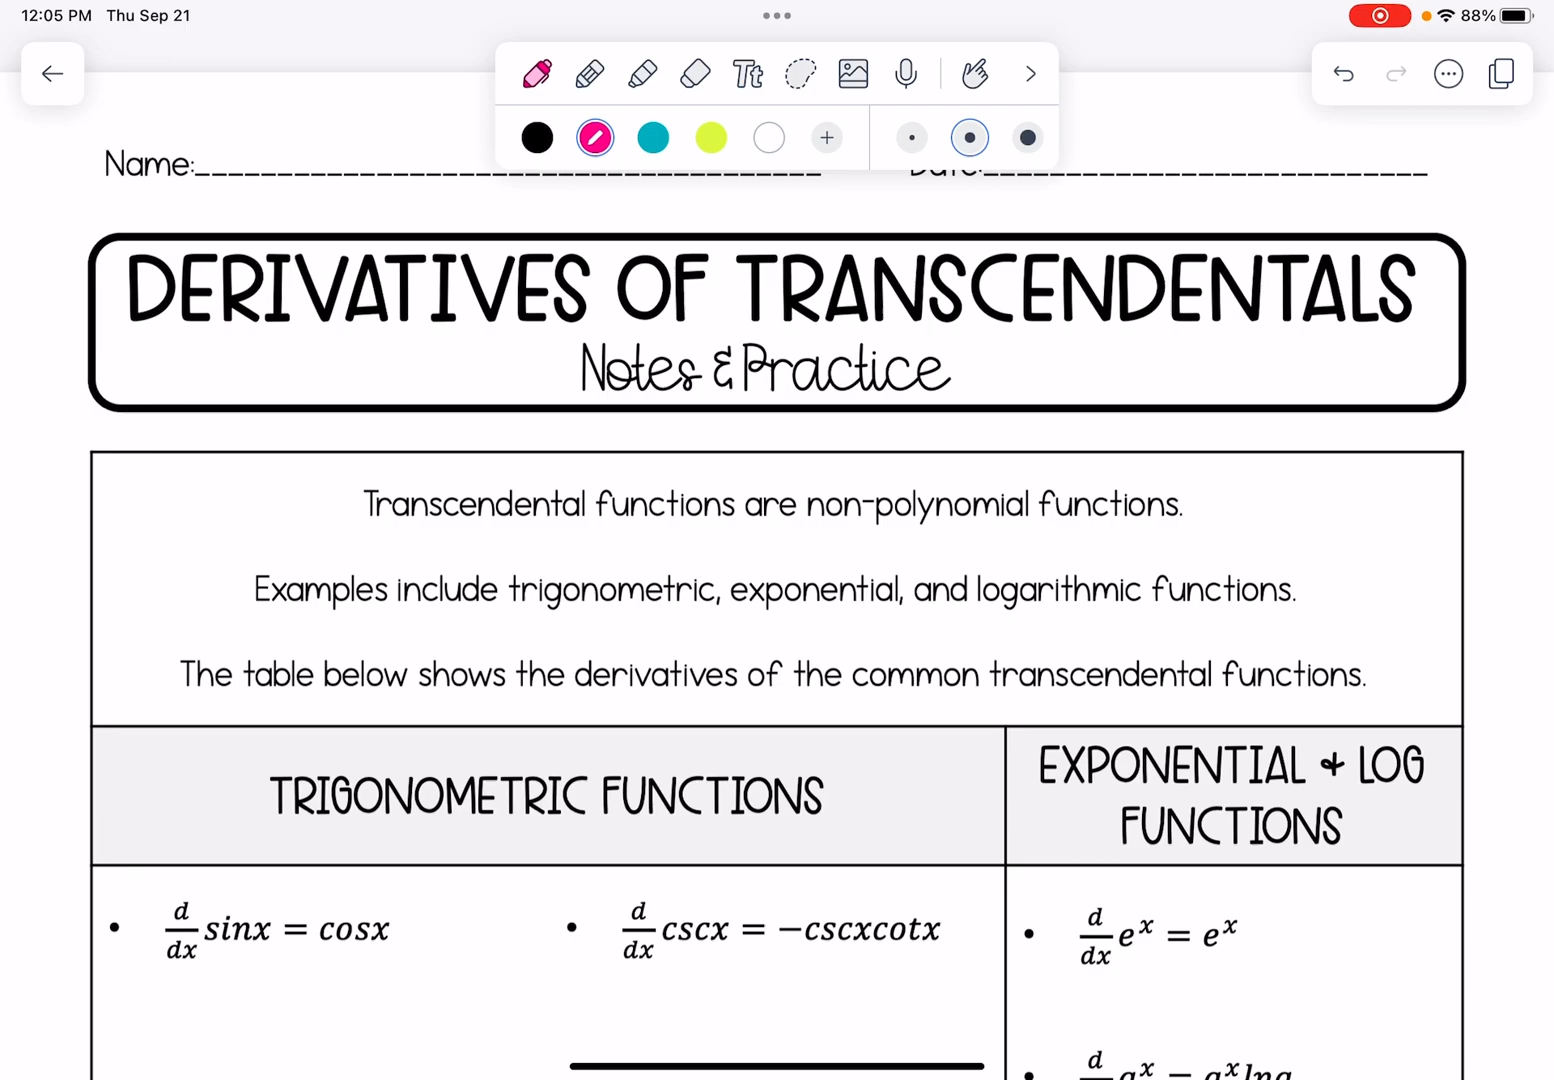 12:05 PM Thu Sep 21
88%
Tt
Name:
DERIVATIVES OF TRANSCENDENTALS
Notes & Practice
Transcendental functions are non-polynomial functions.
Examples include trigonometric, exponential, and logarithmic functions.
The table below shows the derivatives of the common transcendental functions.
TRIGONOMETRIC FUNCTIONS
EXPONENTIAL & LOG
FUNCTIONS
• d/dx sinx = cosx
• d/dx cscx = −cscxcotx
• d/dx e^x = e^x